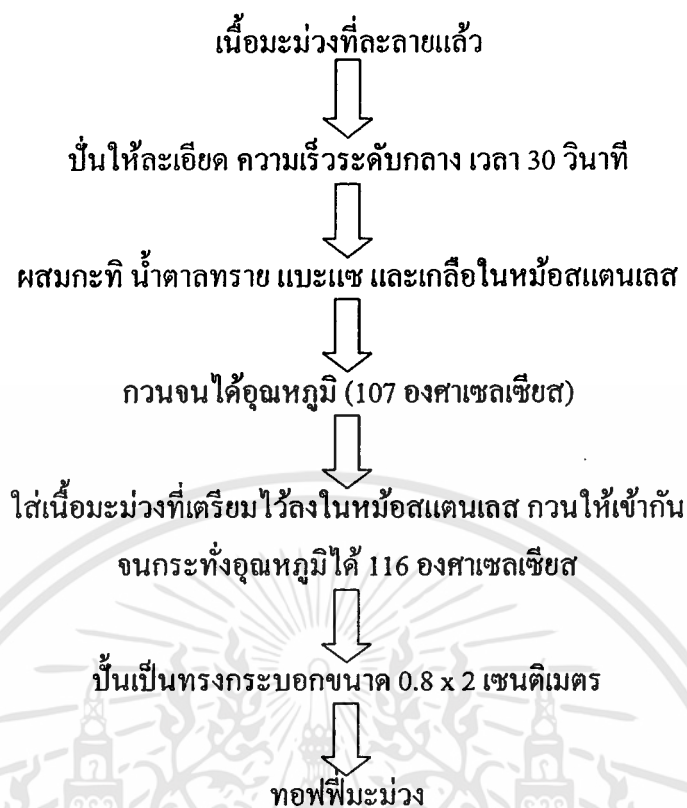 เนื้อมะม่วงที่ละลายแล้ว
ปั่นให้ละเอียด ความเร็วระดับกลาง เวลา 30 วินาที
ผสมกะทิ น้ำตาลทราย แบะแซ และเกลือในหม้อสแตนเลส
กวนจนได้อุณหภูมิ (107 องศาเซลเซียส)
ใส่เนื้อมะม่วงที่เตรียมไว้ลงในหม้อสแตนเลส กวนให้เข้ากัน
จนกระทั่งอุณหภูมิได้ 116 องศาเซลเซียส
ปั้นเป็นทรงกระบอกขนาด 0.8 x 2 เซนติเมตร
ทอฟฟี่มะม่วง